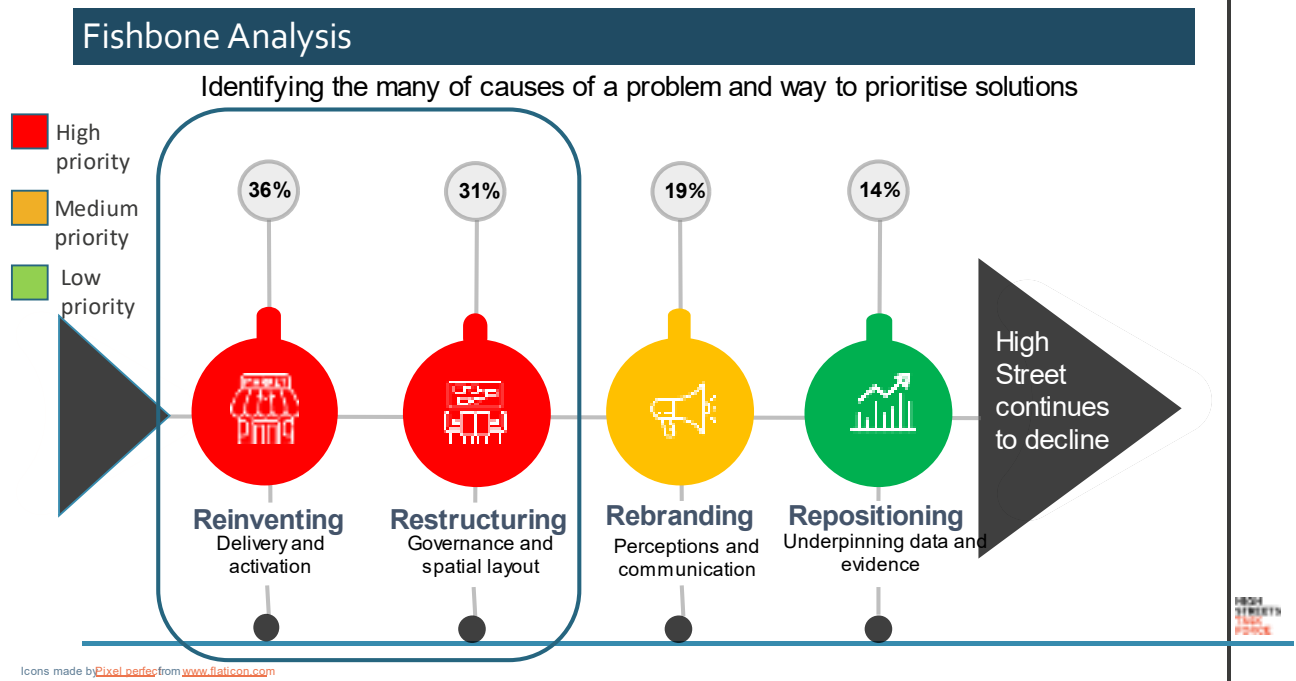 Fishbone Analysis
Identifying the many of causes of a problem and way to prioritise solutions
High
priority
Medium
priority
Low
priority
36%
31%
19%
14%
High
Street
continues
to decline
Reinventing
Delivery and
activation
Restructuring
Governance and
spatial layout
Rebranding
Perceptions and
communication
Repositioning
Underpinning data and
evidence
HIGH
STREETS
TASK
FORCE
Icons made by Pixel perfect from www.flaticon.com